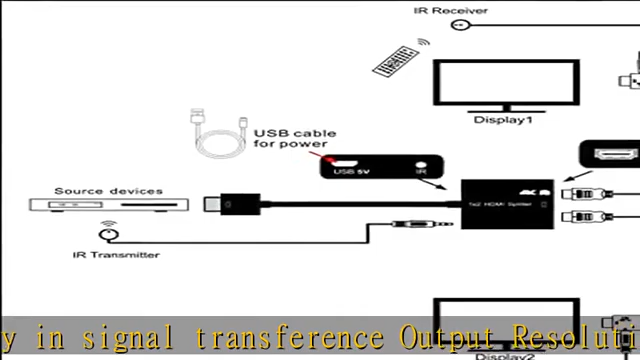 IR Receiver
Display1
USB cable
for power
USB 5V
IR
Source devices
4K
1x2 HDMI Splitter
IR Transmitter
y in signal transference Output Resoluti
Display2